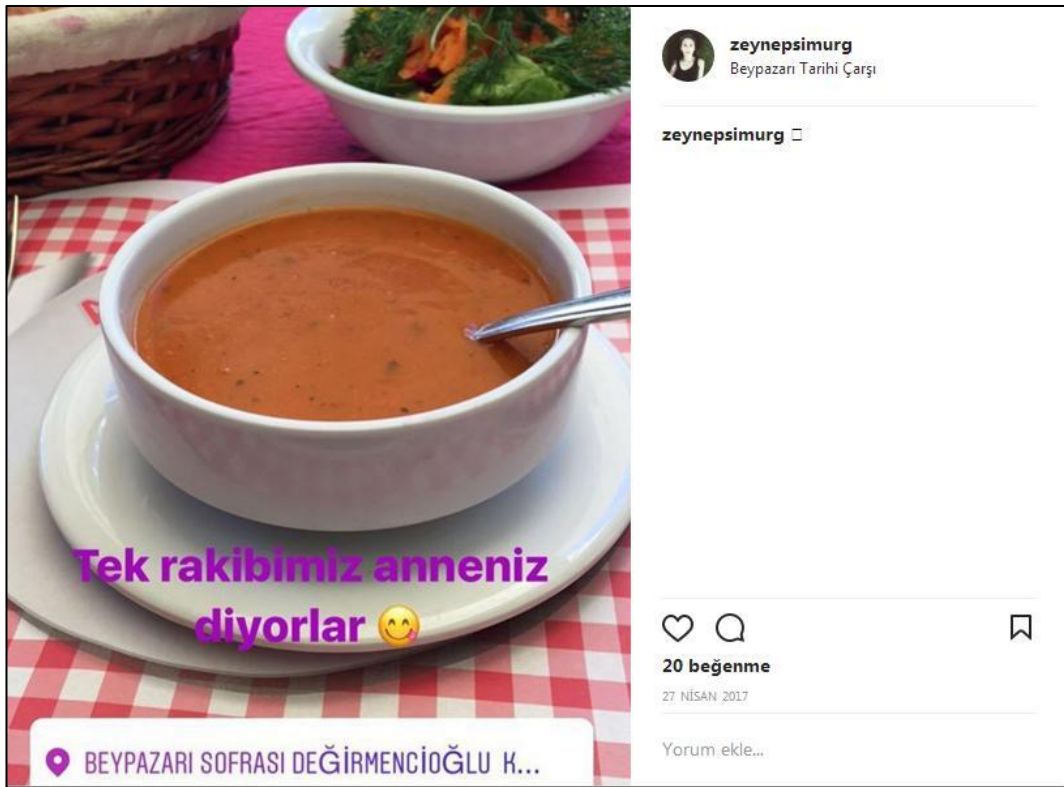 Tek rakibimiz anneniz
diyorlar 😋
BEYPAZARI SOFRASI DEĞİRMENCİOĞLU K...
zeynepsimurg
Beypazarı Tarihi Çarşı
zeynepsimurg
20 beğenme
27 NİSAN 2017
Yorum ekle...